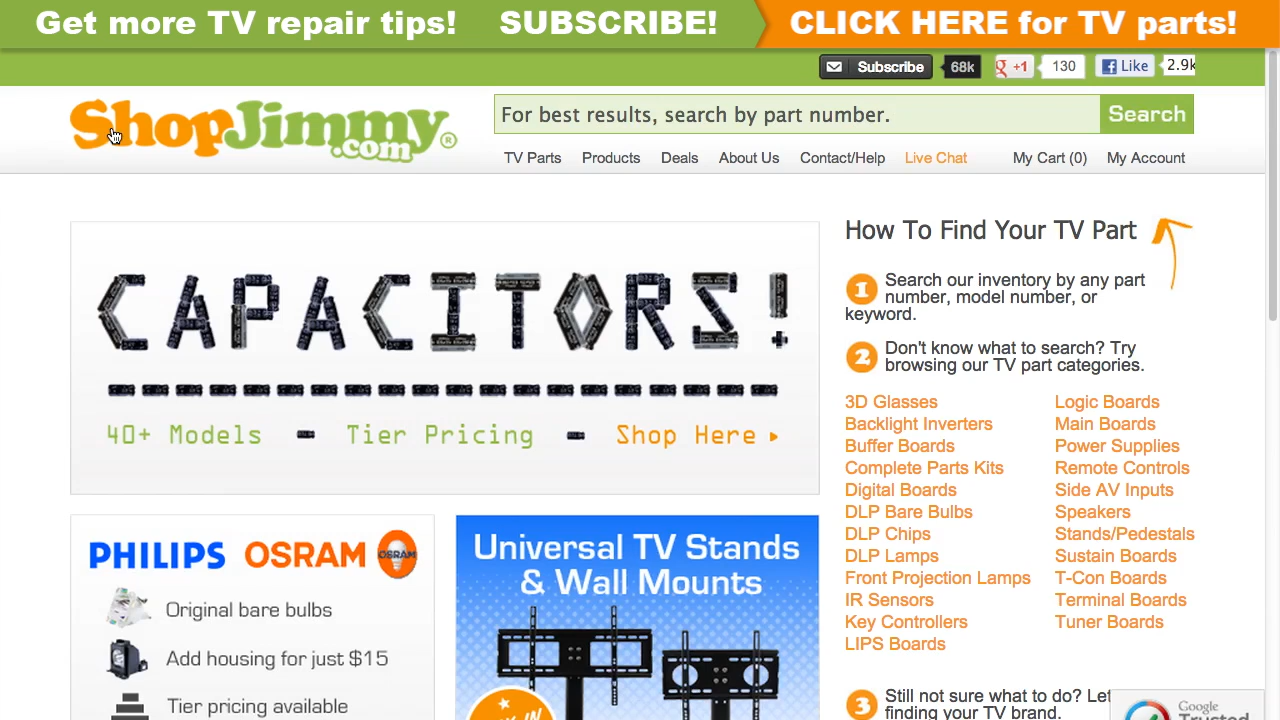 Get more TV repair tips! SUBSCRIBE! CLICK HERE for TV parts!
Subscribe 68k +1 130 Like 2.9k
ShopJimmy.com®
For best results, search by part number. Search
TV Parts Products Deals About Us Contact/Help Live Chat My Cart (0) My Account
CAPACITORS!
40+ Models - Tier Pricing - Shop Here
How To Find Your TV Part
1 Search our inventory by any part
number, model number, or
keyword.
2 Don't know what to search? Try
browsing our TV part categories.
3D Glasses
Backlight Inverters
Buffer Boards
Complete Parts Kits
Digital Boards
DLP Bare Bulbs
DLP Chips
DLP Lamps
Front Projection Lamps
IR Sensors
Key Controllers
LIPS Boards
Logic Boards
Main Boards
Power Supplies
Remote Controls
Side AV Inputs
Speakers
Stands/Pedestals
Sustain Boards
T-Con Boards
Terminal Boards
Tuner Boards
3 Still not sure what to do? Let
finding your TV brand.
PHILIPS OSRAM OSRAM
Original bare bulbs
Add housing for just $15
Tier pricing available
Universal TV Stands
& Wall Mounts
Google
Trusted